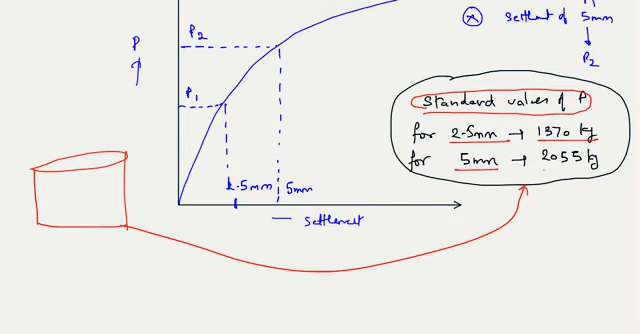 P
P2
P1
2.5mm
5mm
Settlement
Settlement of 5mm
P2
Standard values of P
for 2.5mm → 1370 kg
for 5mm → 2055 kg